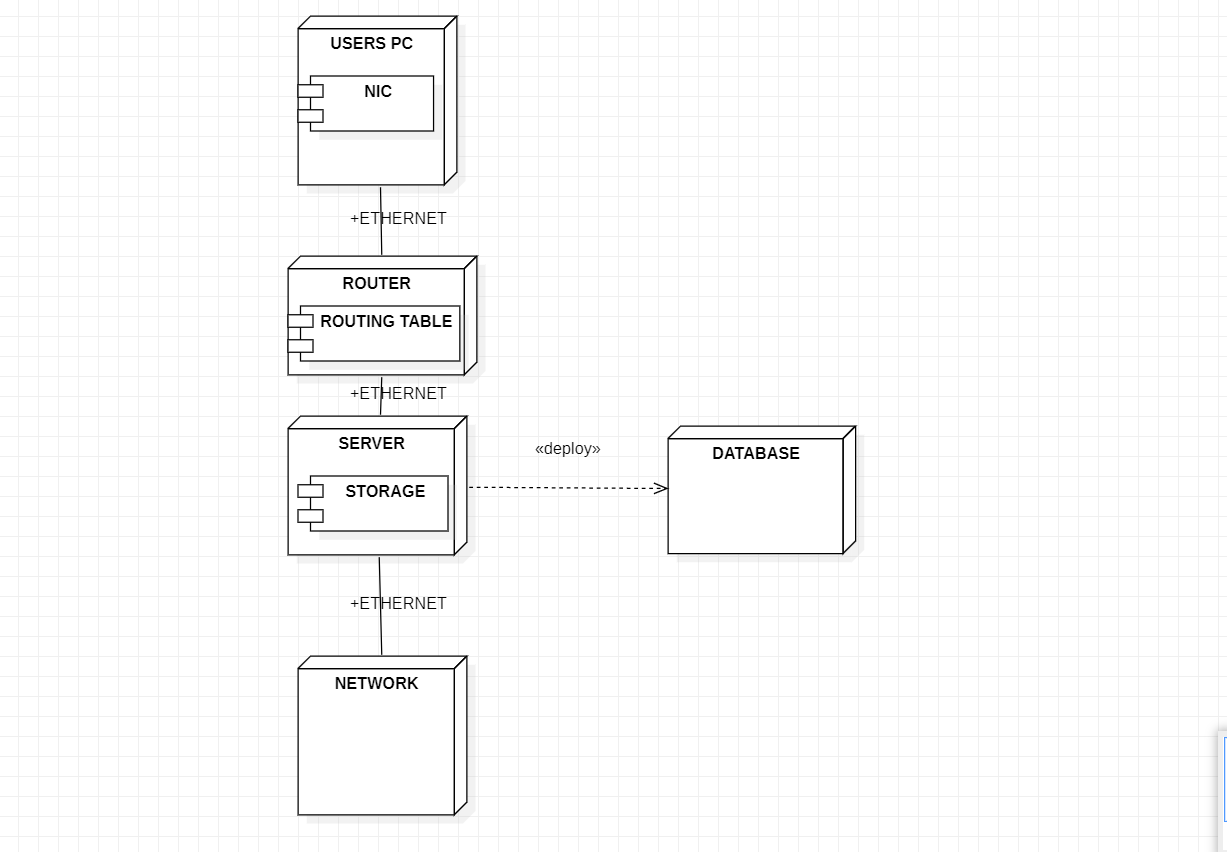 USERS PC
NIC
+ETHERNET
ROUTER
ROUTING TABLE
+ETHERNET
SERVER
STORAGE
«deploy»
DATABASE
+ETHERNET
NETWORK